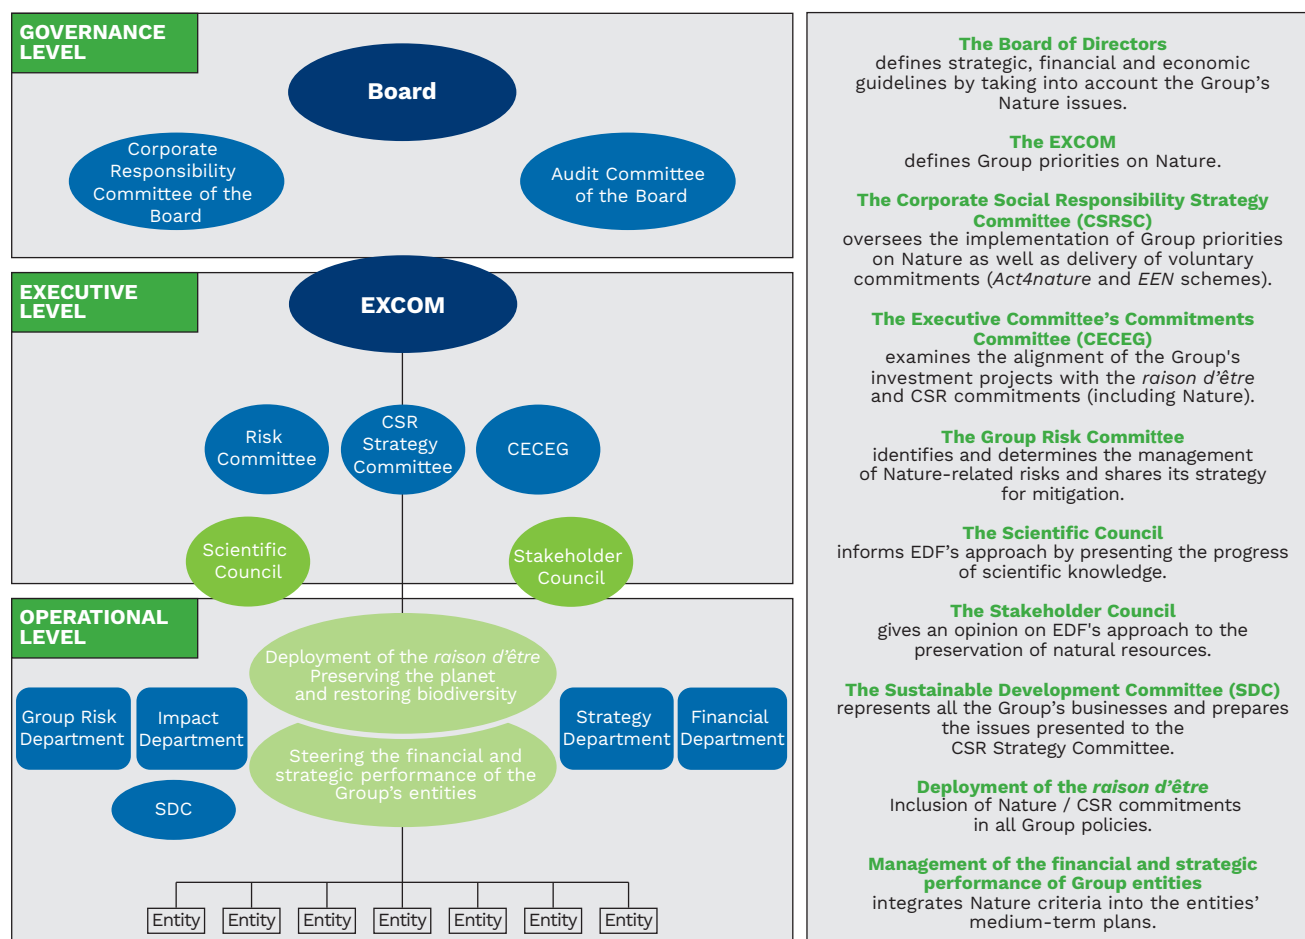 GOVERNANCE
LEVEL
Board
Corporate
Responsibility
Committee of the
Board
Audit Committee
of the Board
EXECUTIVE
LEVEL
EXCOM
Risk
Committee
CSR
Strategy
Committee
CECEG
Scientific
Council
Stakeholder
Council
OPERATIONAL
LEVEL
Deployment of the raison d’être
Preserving the planet
and restoring biodiversity
Group Risk
Department
Impact
Department
Strategy
Department
Financial
Department
Steering the financial and
strategic performance of the
Group’s entities
SDC
Entity
Entity
Entity
Entity
Entity
Entity
Entity
The Board of Directors
defines strategic, financial and economic
guidelines by taking into account the Group’s
Nature issues.
The EXCOM
defines Group priorities on Nature.
The Corporate Social Responsibility Strategy
Committee (CSRSC)
oversees the implementation of Group priorities
on Nature as well as delivery of voluntary
commitments (Act4nature and EEN schemes).
The Executive Committee’s Commitments
Committee (CECEG)
examines the alignment of the Group's
investment projects with the raison d’être
and CSR commitments (including Nature).
The Group Risk Committee
identifies and determines the management
of Nature-related risks and shares its strategy
for mitigation.
The Scientific Council
informs EDF’s approach by presenting the progress
of scientific knowledge.
The Stakeholder Council
gives an opinion on EDF's approach to the
preservation of natural resources.
The Sustainable Development Committee (SDC)
represents all the Group’s businesses and prepares
the issues presented to the
CSR Strategy Committee.
Deployment of the raison d’être
Inclusion of Nature / CSR commitments
in all Group policies.
Management of the financial and strategic
performance of Group entities
integrates Nature criteria into the entities’
medium-term plans.